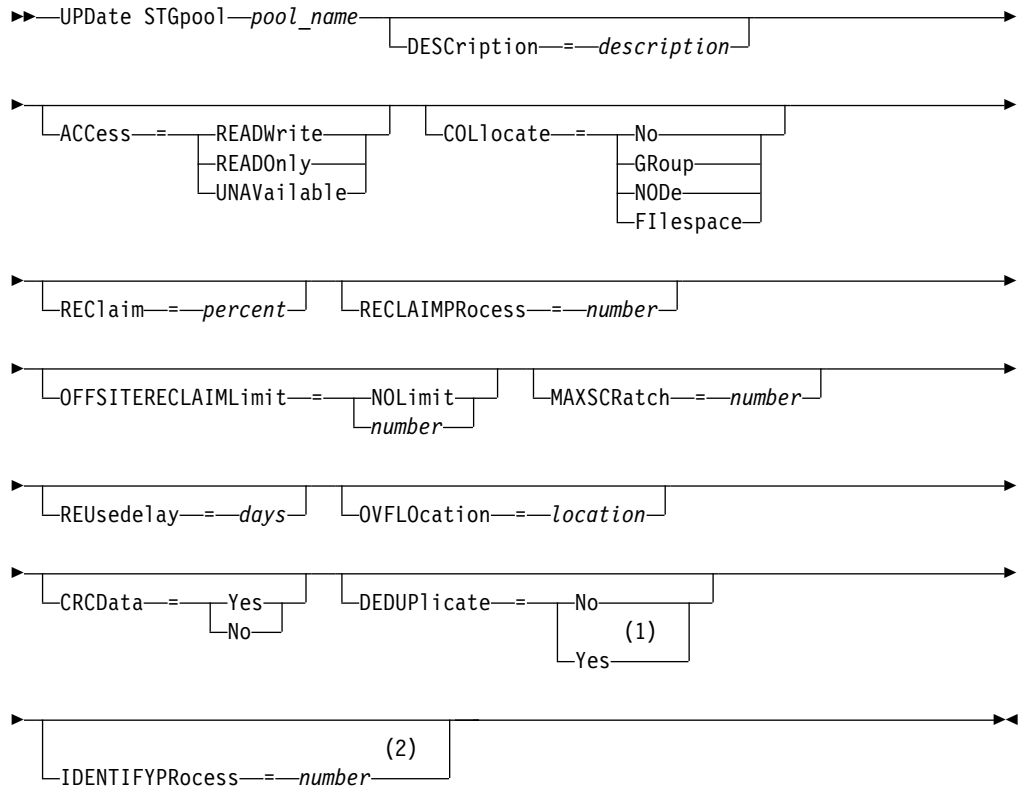 UPDate STGpool pool_name
DESCription = description
ACCess = READWrite
READOnly
UNAVailable
COLlocate = No
GRoup
NODe
FIlespace
REClaim = percent
RECLAIMPRocess = number
OFFSITERECLAIMLimit = NOLimit
number
MAXSCRatch = number
REUsedelay = days
OVFLOcation = location
CRCData = Yes
No
DEDUPlicate = No
(1)
Yes
(2)
IDENTIFYPRocess = number